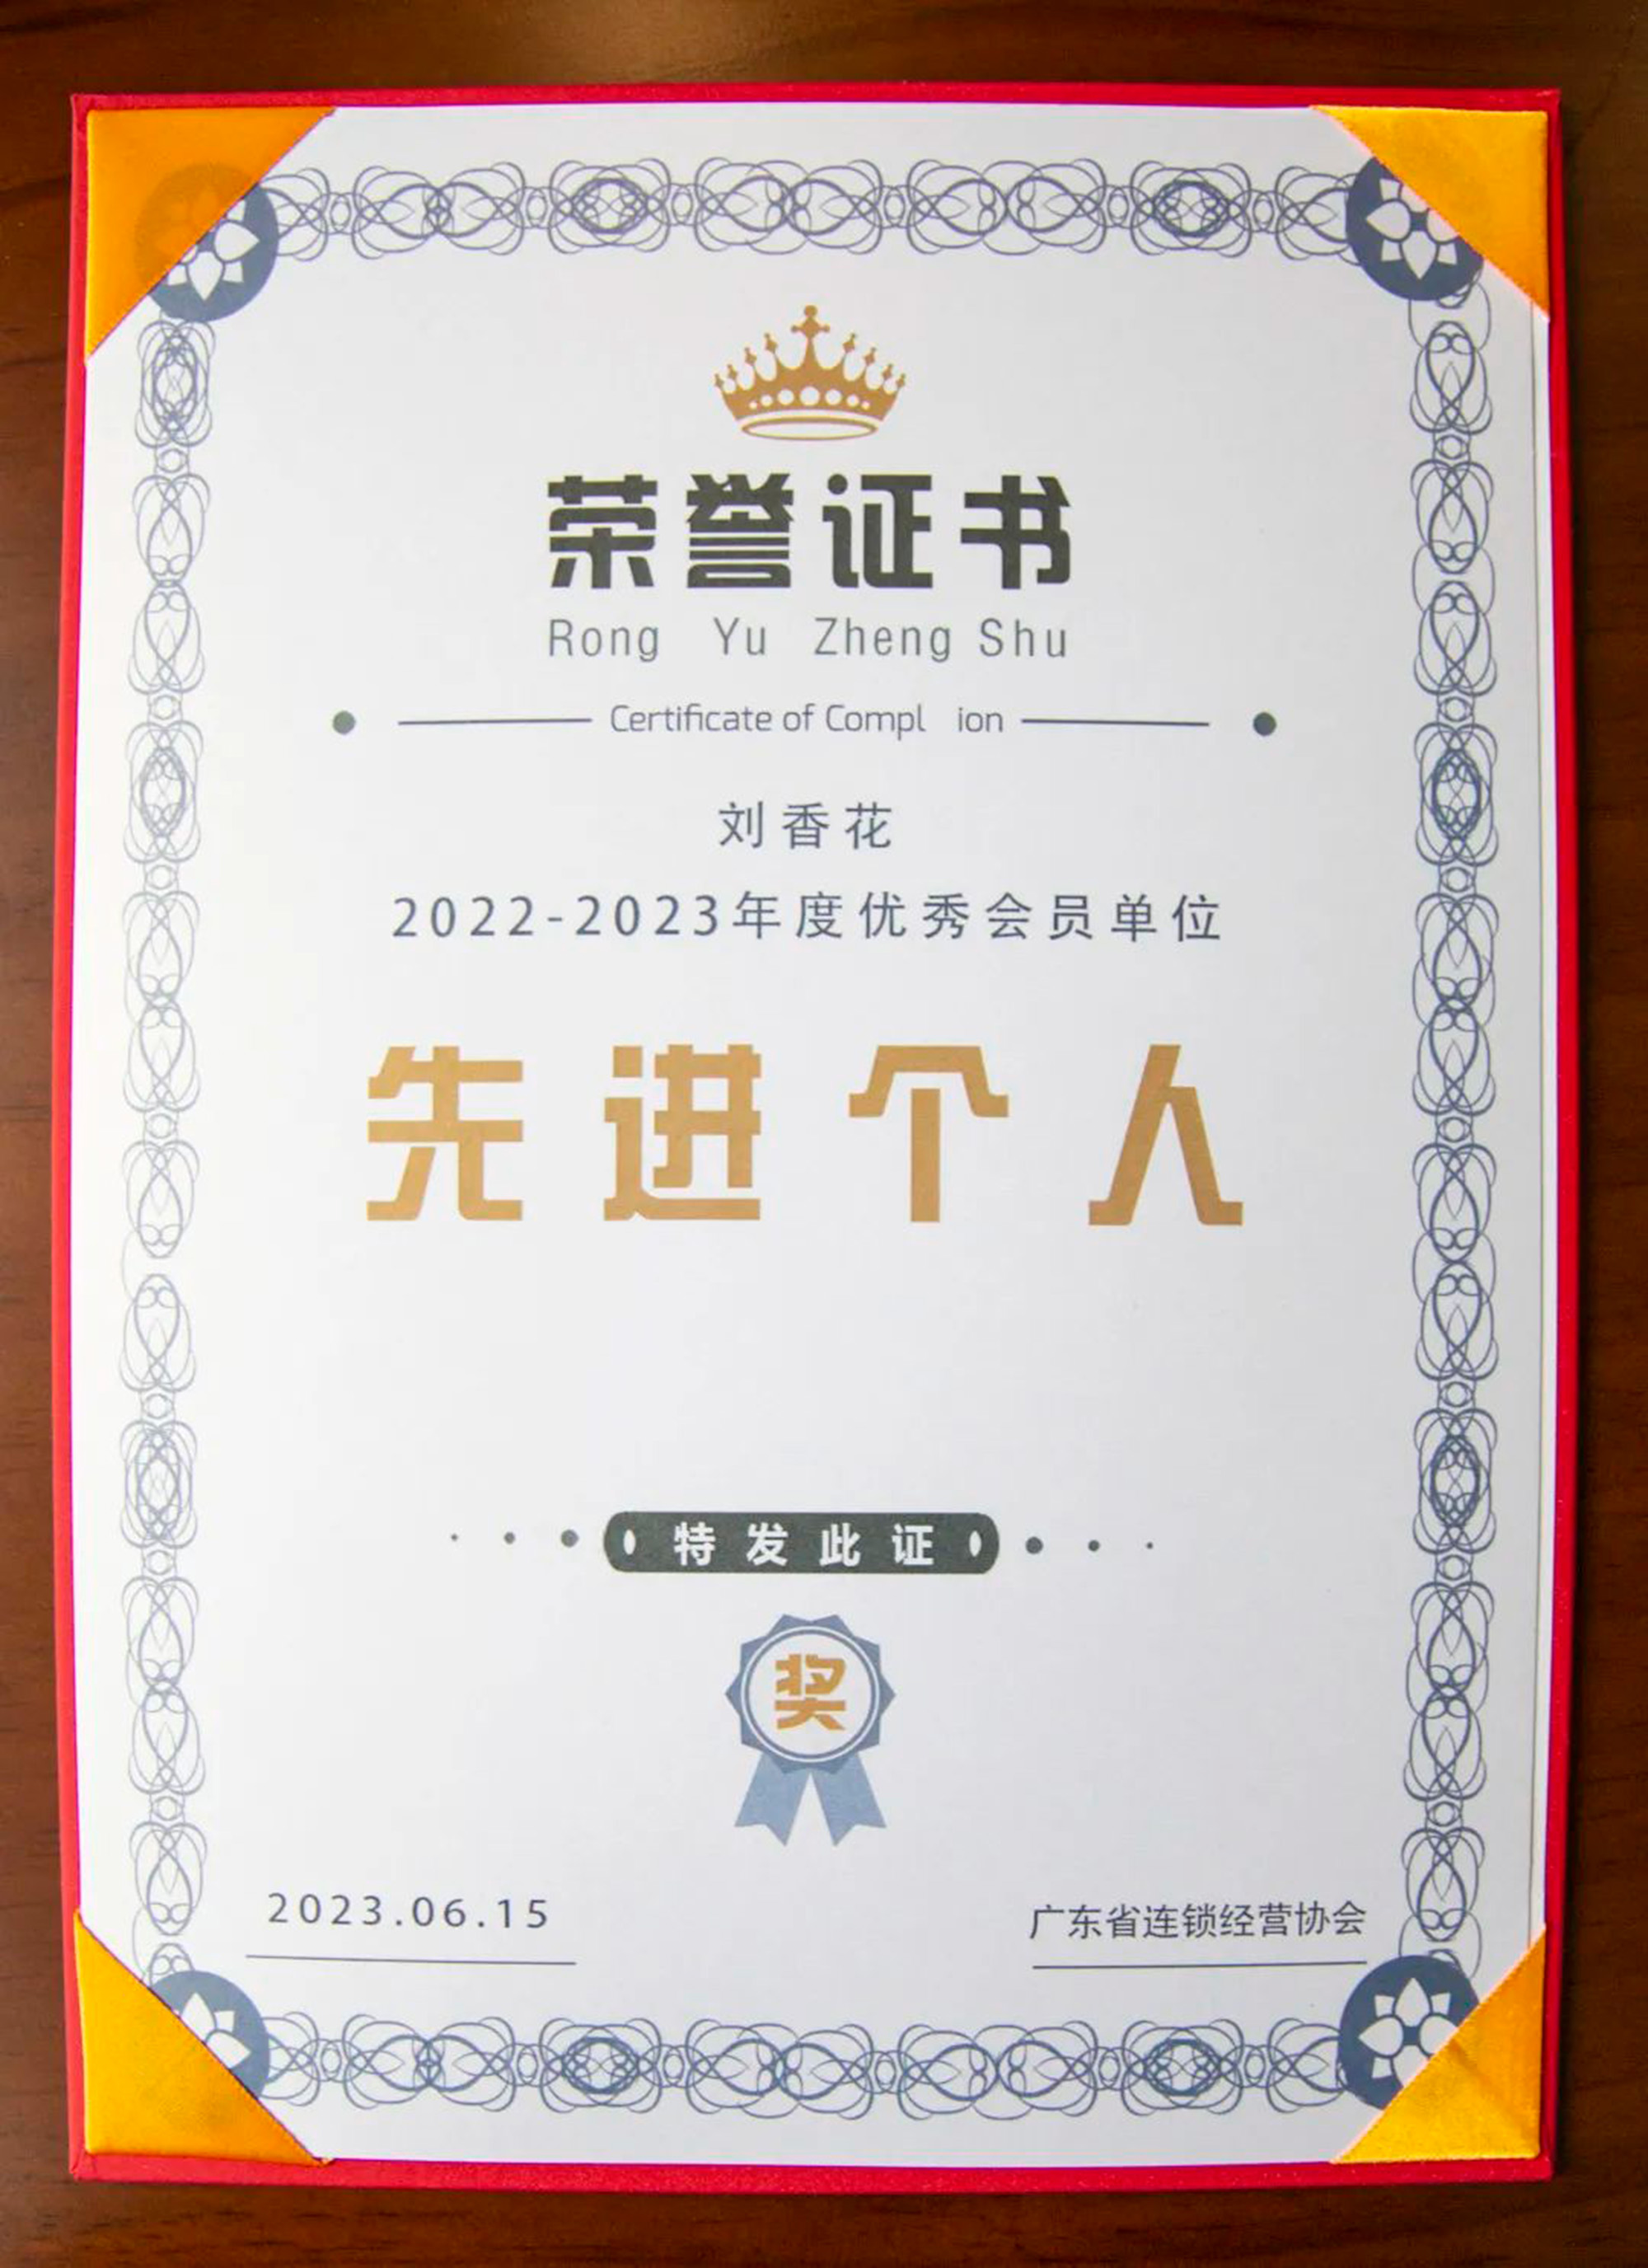 荣誉证书
Rong Yu Zheng Shu
Certificate of Compl ion
刘香花
2022-2023年度优秀会员单位
先进个人
特发此证
奖
2023.06.15
广东省连锁经营协会